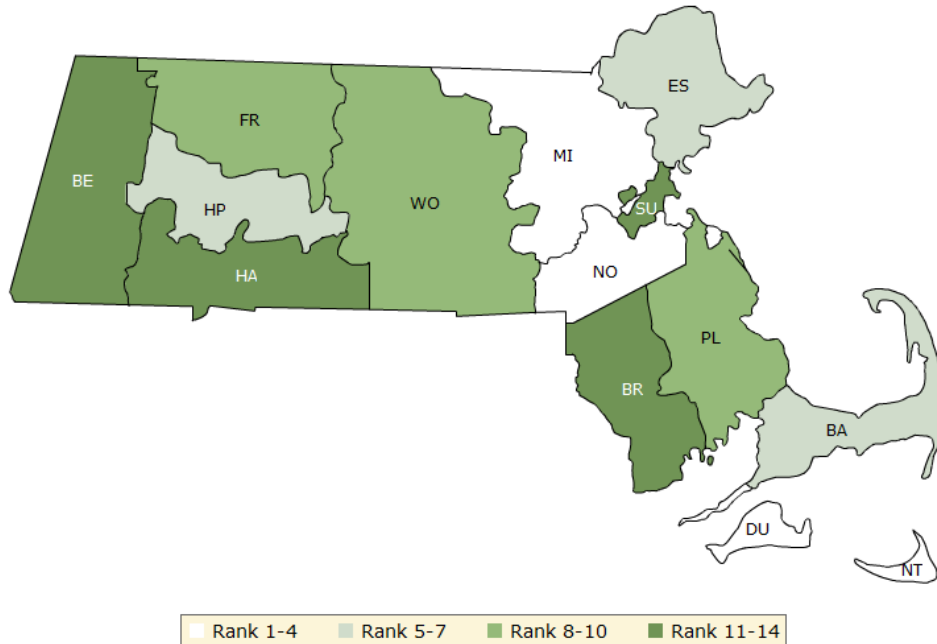 ES
FR
MI
BE
WO
HP
SU
HA
NO
PL
BR
BA
DU
NT
Rank 1-4 Rank 5-7 Rank 8-10 Rank 11-14